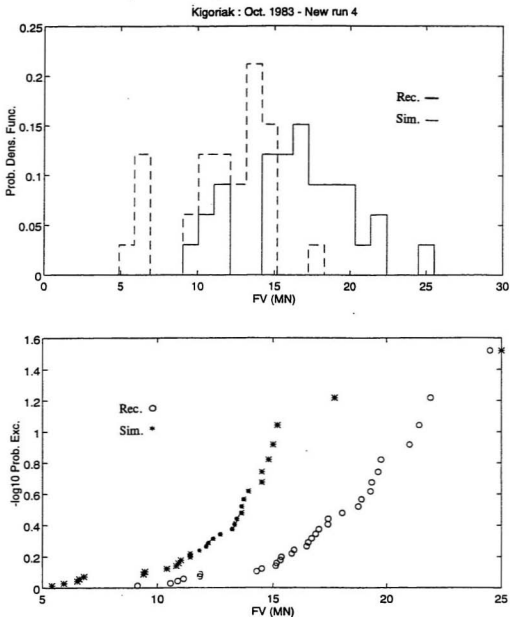 Kigoriak : Oct. 1983 - New run 4
0.25
0.2
0.15
0.1
0.05
0
Prob. Dens. Func.
Rec.
Sim.
0 5 10 15 20 25 30
FV (MN)
1.6
1.4
1.2
1
0.8
0.6
0.4
0.2
0
-log10 Prob. Exc.
Rec.
Sim.
5 10 15 20 25
FV (MN)